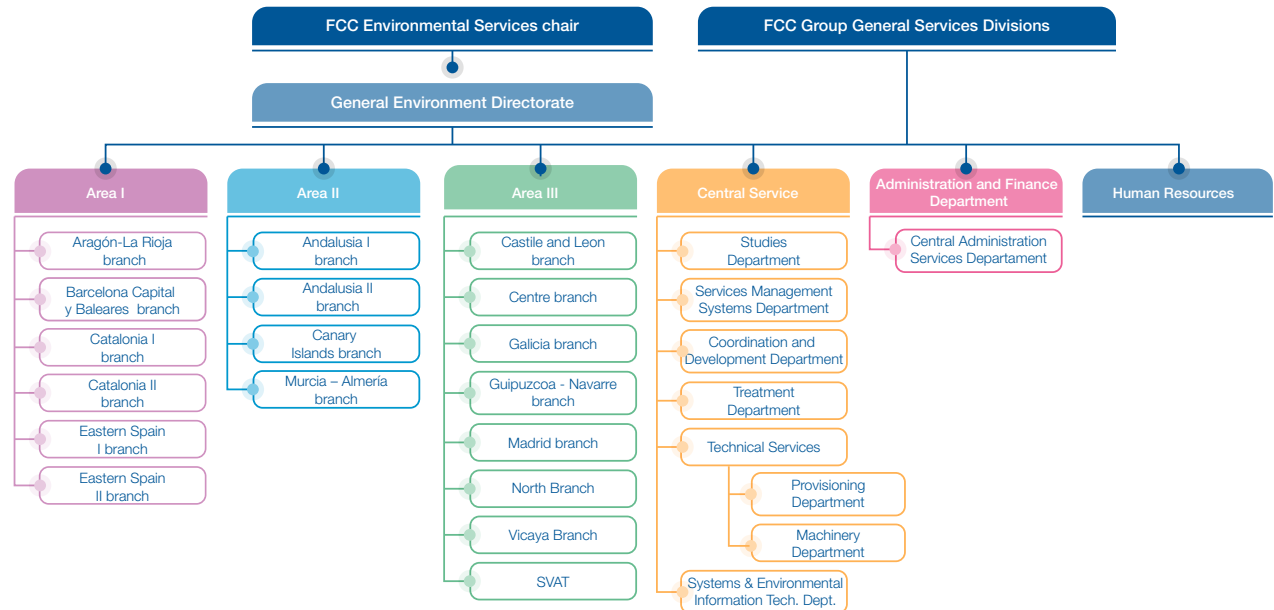 FCC Environmental Services chair
FCC Group General Services Divisions
General Environment Directorate
Area I
Aragón-La Rioja
branch
Barcelona Capital
y Baleares branch
Catalonia I
branch
Catalonia II
branch
Eastern Spain
I branch
Eastern Spain
II branch
Area II
Andalusia I
branch
Andalusia II
branch
Canary
Islands branch
Murcia – Almería
branch
Area III
Castile and Leon
branch
Centre branch
Galicia branch
Guipuzcoa - Navarre
branch
Madrid branch
North Branch
Vicaya Branch
SVAT
Central Service
Studies
Department
Services Management
Systems Department
Coordination and
Development Department
Treatment
Department
Technical Services
Provisioning
Department
Machinery
Department
Systems & Environmental
Information Tech. Dept.
Administration and Finance
Department
Central Administration
Services Departament
Human Resources